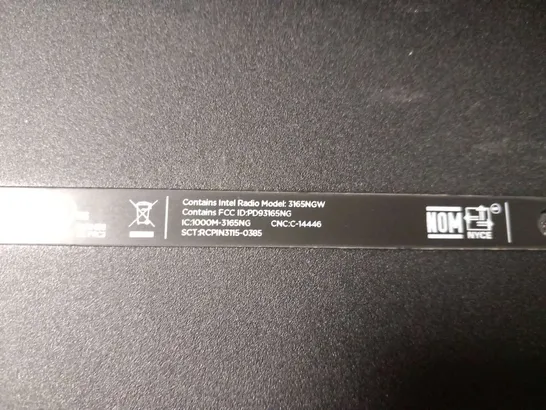 Contains Intel Radio Model: 3165NGW
Contains FCC ID:PD93165NG
IC:1000M-3165NG CNC:C-14446
SCT:RCPIN3115-0385
NOM
NYCE